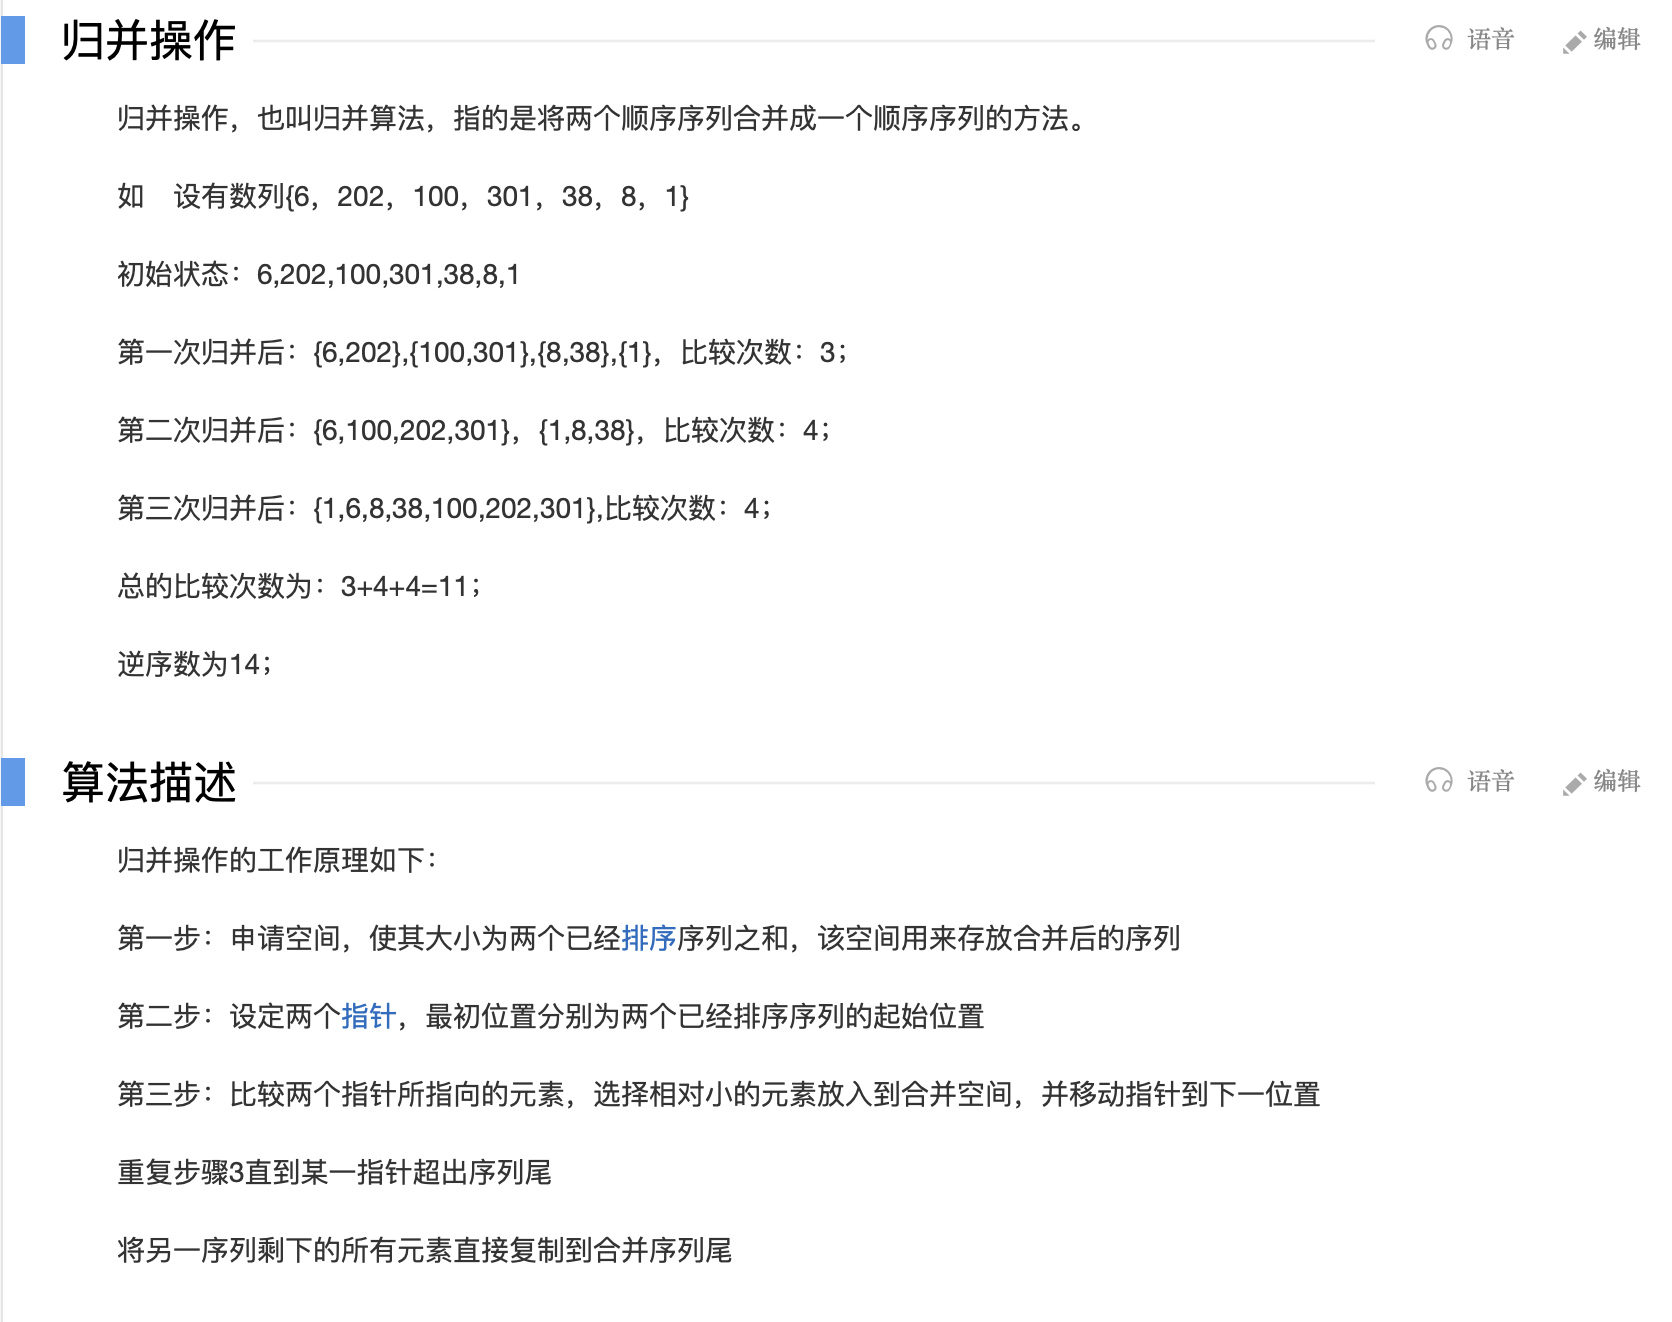 归并操作 语音 编辑
归并操作，也叫归并算法，指的是将两个顺序序列合并成一个顺序序列的方法。
如　设有数列{6，202，100，301，38，8，1}
初始状态：6,202,100,301,38,8,1
第一次归并后：{6,202},{100,301},{8,38},{1}，比较次数：3；
第二次归并后：{6,100,202,301}，{1,8,38}，比较次数：4；
第三次归并后：{1,6,8,38,100,202,301},比较次数：4；
总的比较次数为：3+4+4=11；
逆序数为14；
算法描述 语音 编辑
归并操作的工作原理如下：
第一步：申请空间，使其大小为两个已经排序序列之和，该空间用来存放合并后的序列
第二步：设定两个指针，最初位置分别为两个已经排序序列的起始位置
第三步：比较两个指针所指向的元素，选择相对小的元素放入到合并空间，并移动指针到下一位置
重复步骤3直到某一指针超出序列尾
将另一序列剩下的所有元素直接复制到合并序列尾